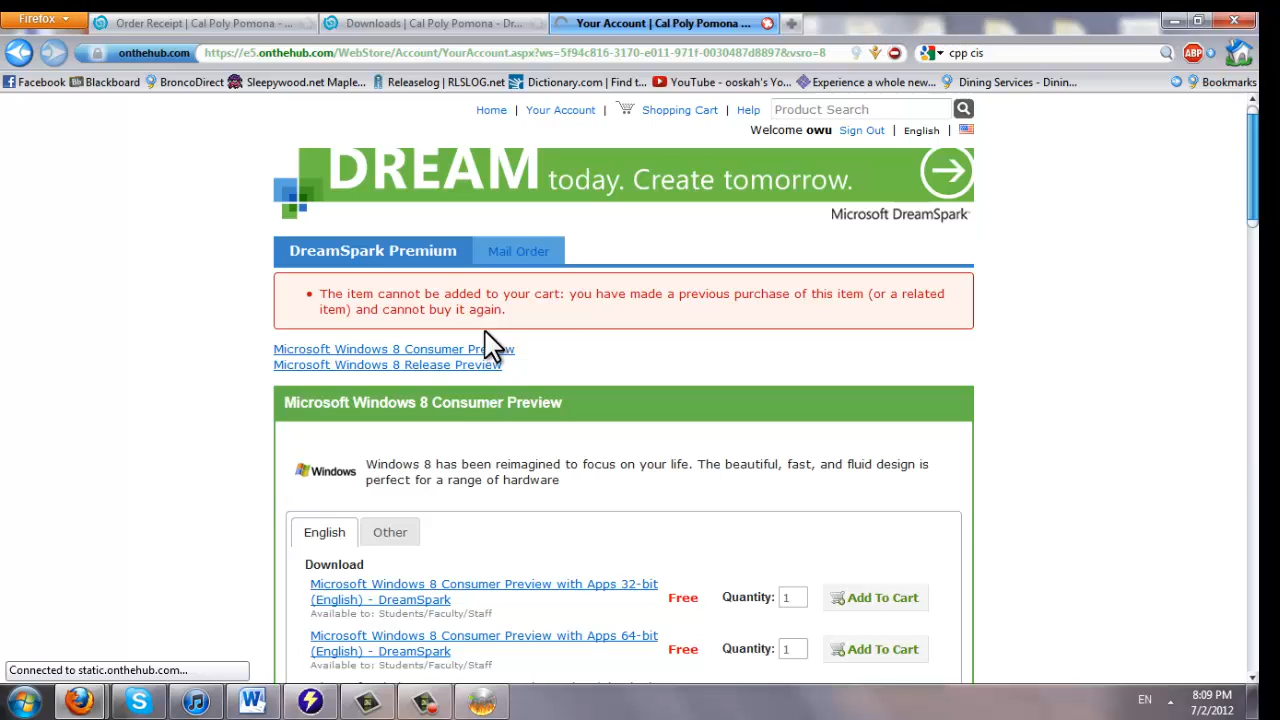 Firefox
Order Receipt | Cal Poly Pomona - ...
Downloads | Cal Poly Pomona - Dr...
Your Account | Cal Poly Pomona ...
onthehub.com
https://e5.onthehub.com/WebStore/Account/YourAccount.aspx?ws=5f94c816-3170-e011-971f-0030487d8897&vsro=8
cpp cis
ABP
Facebook
Blackboard
BroncoDirect
Sleepywood.net Maple...
Releaselog | RLSLOG.net
Dictionary.com | Find t...
YouTube - ooskah's Yo...
Experience a whole new...
Dining Services - Dinin...
Bookmarks
Home | Your Account | Shopping Cart | Help
Product Search
Welcome owu Sign Out | English |
DREAM today. Create tomorrow.
Microsoft DreamSpark
DreamSpark Premium
Mail Order
• The item cannot be added to your cart: you have made a previous purchase of this item (or a related
item) and cannot buy it again.
Microsoft Windows 8 Consumer Preview
Microsoft Windows 8 Release Preview
Microsoft Windows 8 Consumer Preview
Windows
Windows 8 has been reimagined to focus on your life. The beautiful, fast, and fluid design is
perfect for a range of hardware
English
Other
Download
Microsoft Windows 8 Consumer Preview with Apps 32-bit
(English) - DreamSpark
Available to: Students/Faculty/Staff
Free
Quantity: 1
Add To Cart
Microsoft Windows 8 Consumer Preview with Apps 64-bit
(English) - DreamSpark
Available to: Students/Faculty/Staff
Free
Quantity: 1
Add To Cart
Connected to static.onthehub.com...
EN
8:09 PM
7/2/2012